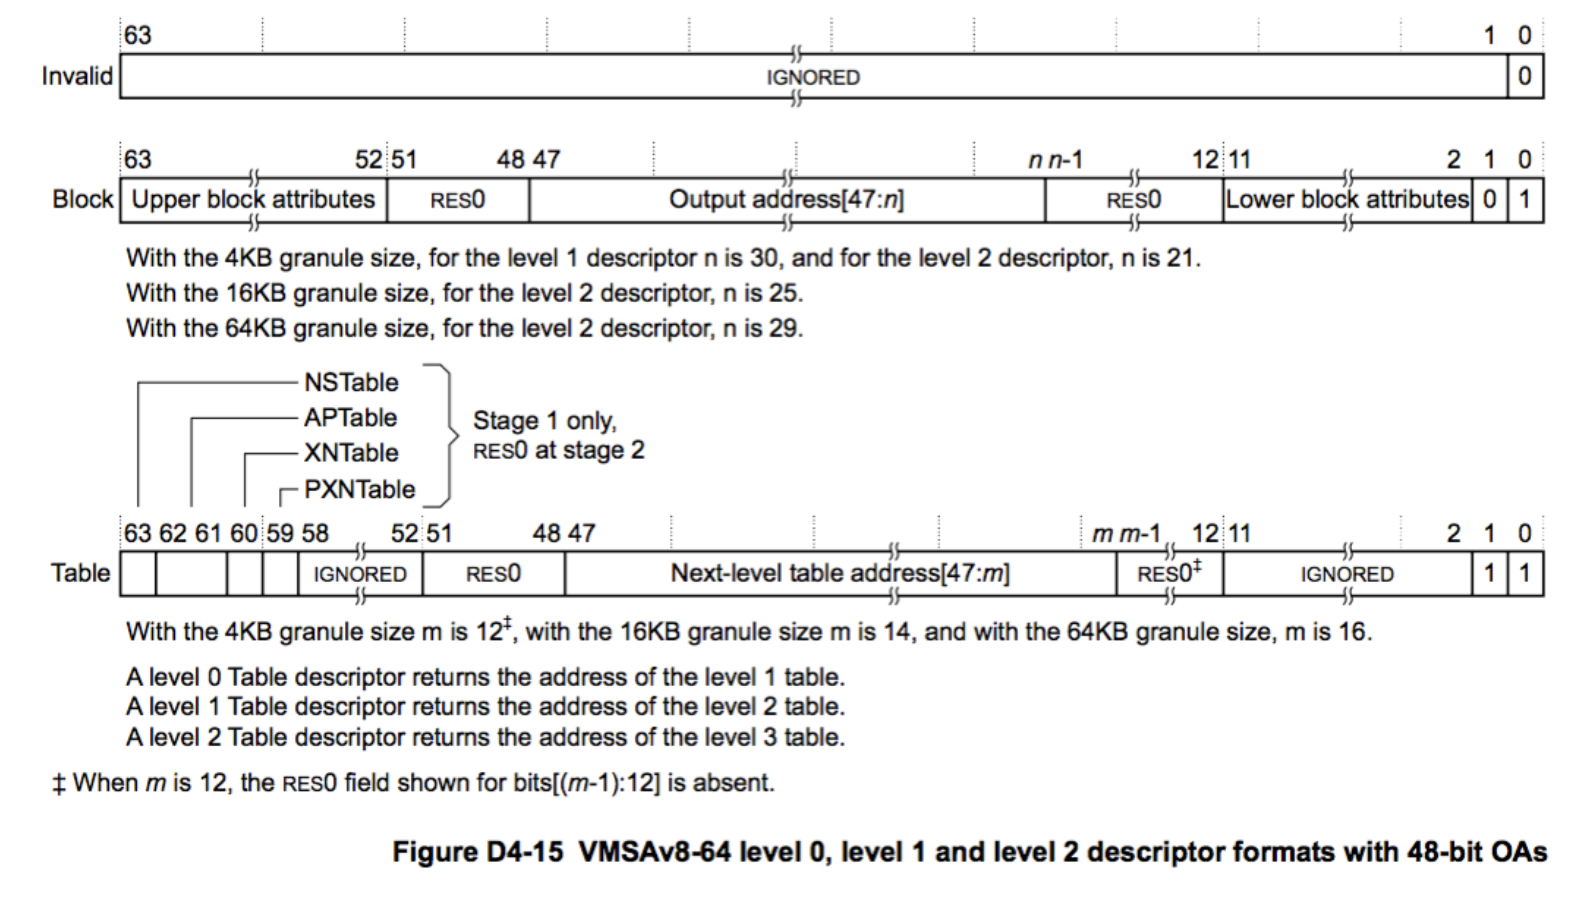 63 1 0
Invalid IGNORED 0
63 52 51 48 47 n n-1 12 11 2 1 0
Block Upper block attributes RES0 Output address[47:n] RES0 Lower block attributes 0 1
With the 4KB granule size, for the level 1 descriptor n is 30, and for the level 2 descriptor, n is 21.
With the 16KB granule size, for the level 2 descriptor, n is 25.
With the 64KB granule size, for the level 2 descriptor, n is 29.
NSTable
APTable
XNTable
PXNTable
Stage 1 only,
RES0 at stage 2
63 62 61 60 59 58 52 51 48 47 m m-1 12 11 2 1 0
Table IGNORED RES0 Next-level table address[47:m] RES0‡ IGNORED 1 1
With the 4KB granule size m is 12‡, with the 16KB granule size m is 14, and with the 64KB granule size, m is 16.
A level 0 Table descriptor returns the address of the level 1 table.
A level 1 Table descriptor returns the address of the level 2 table.
A level 2 Table descriptor returns the address of the level 3 table.
‡ When m is 12, the RES0 field shown for bits[(m-1):12] is absent.
Figure D4-15 VMSAv8-64 level 0, level 1 and level 2 descriptor formats with 48-bit OAs